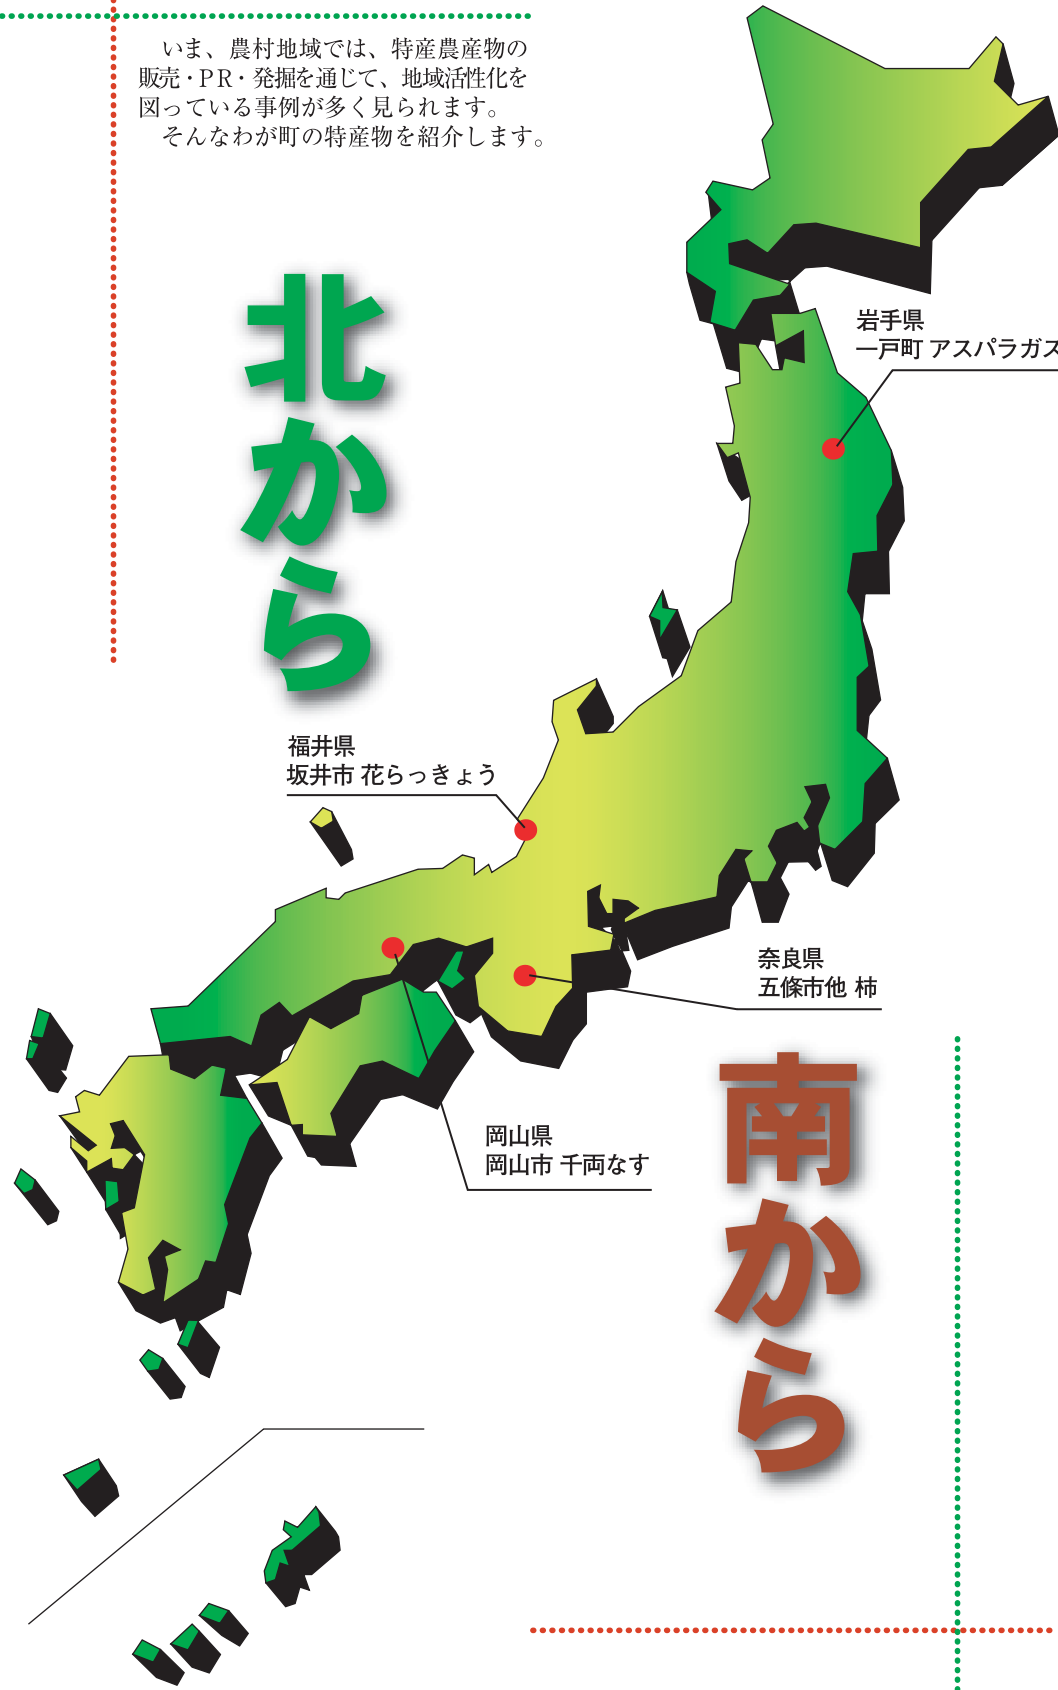 いま、農村地域では、特産農産物の
販売・PR・発掘を通じて、地域活性化を
図っている事例が多く見られます。
そんなわが町の特産物を紹介します。
北から
岩手県
一戸町 アスパラガス
福井県
坂井市 花らっきょう
奈良県
五條市他 柿
岡山県
岡山市 千両なす
南から